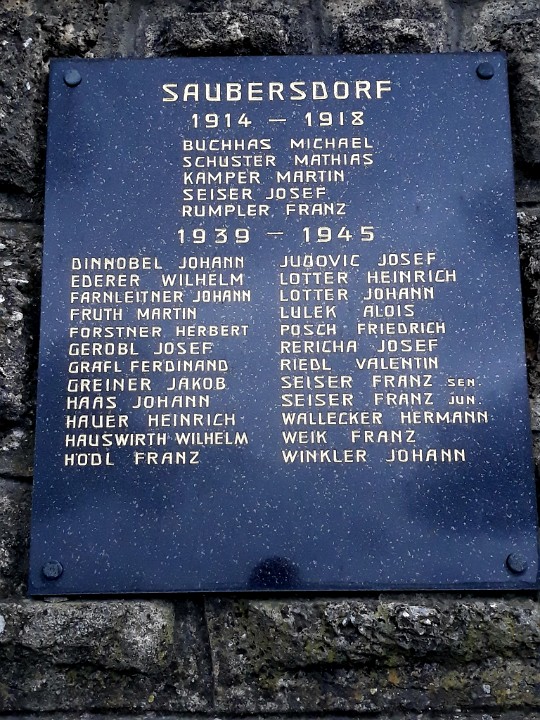 SAUBERSDORF
1914 – 1918
BUCHHAS MICHAEL
SCHUSTER MATHIAS
KAMPER MARTIN
SEISER JOSEF
RUMPLER FRANZ
1939 – 1945
DINNOBEL JOHANN
EDERER WILHELM
FARNLEITNER JOHANN
FRUTH MARTIN
FORSTNER HERBERT
GEROBL JOSEF
GRAFL FERDINAND
GREINER JAKOB
HAAS JOHANN
HAUER HEINRICH
HAUSWIRTH WILHELM
HÖDL FRANZ
JUDOVIC JOSEF
LOTTER HEINRICH
LOTTER JOHANN
LULEK ALOIS
POSCH FRIEDRICH
RERICHA JOSEF
RIEDL VALENTIN
SEISER FRANZ SEN.
SEISER FRANZ JUN.
WALLECKER HERMANN
WEIK FRANZ
WINKLER JOHANN